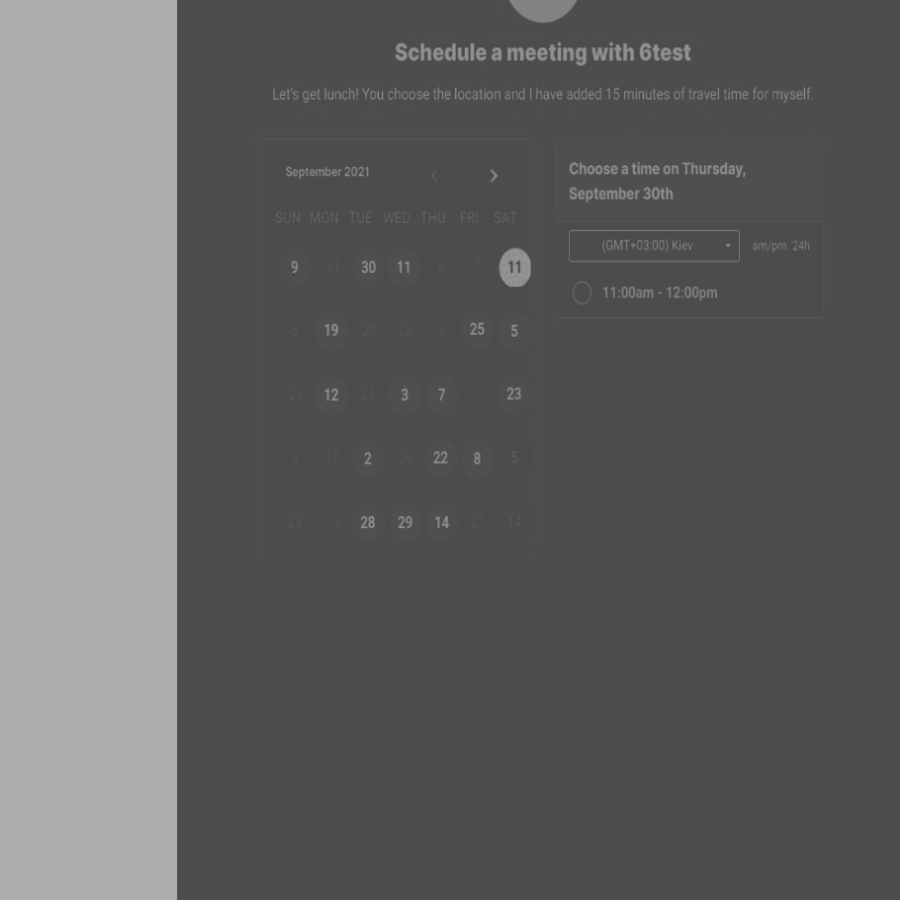 Schedule a meeting with 6test
Let's get lunch! You choose the location and I have added 15 minutes of travel time for myself.
September 2021
SUN MON TUE WED THU FRI SAT
9 31 30 11 8 7 11
8 19 20 23 9 25 5
26 12 21 3 7 1 23
3 17 2 26 22 8 5
23 13 28 29 14 21 14
Choose a time on Thursday,
September 30th
(GMT+03:00) Kiev am/pm 24h
11:00am - 12:00pm